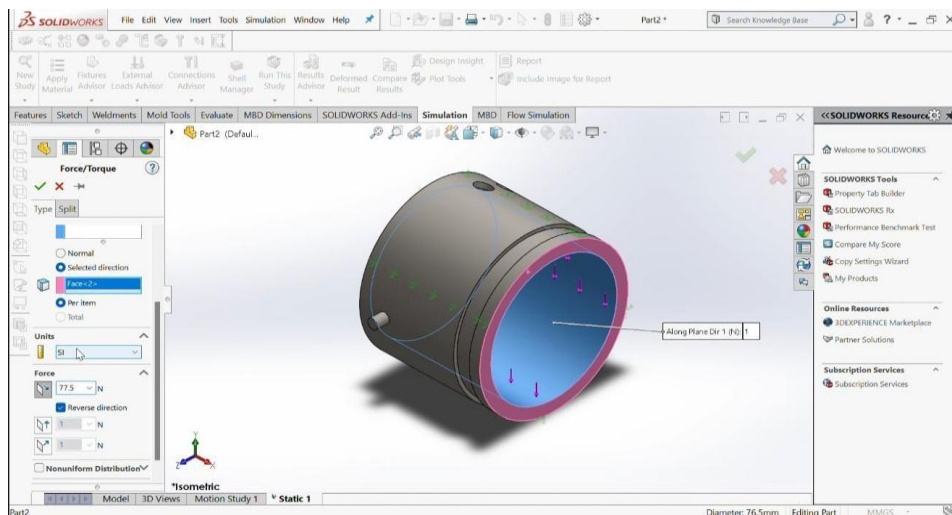 SOLIDWORKS File Edit View Insert Tools Simulation Window Help Part2 * Search Knowledge Base ?
New Study
Apply Material
Fixtures Advisor
External Loads Advisor
Connections Advisor
Shell Manager
Run This Study
Results Advisor
Deformed Result
Compare Results
Design Insight
Plot Tools
Report
Include Image for Report
Features Sketch Weldments Mold Tools Evaluate MBD Dimensions SOLIDWORKS Add-Ins Simulation MBD Flow Simulation
<<SOLIDWORKS Resourc
Part2 (Defaul...
Force/Torque ?
Type Split
Normal
Selected direction
Face<2>
Per item
Total
Units
SI
Force
77.5 N
Reverse direction
1 N
1 N
Nonuniform Distribution
Along Plane Dir 1 (N): 1
Y
Z X
*Isometric
Welcome to SOLIDWORKS
SOLIDWORKS Tools
Property Tab Builder
SOLIDWORKS Rx
Performance Benchmark Test
Compare My Score
Copy Settings Wizard
My Products
Online Resources
3DEXPERIENCE Marketplace
Partner Solutions
Subscription Services
Subscription Services
Model 3D Views Motion Study 1 Static 1
Part2 Diameter: 76.5mm Editing Part MMGS